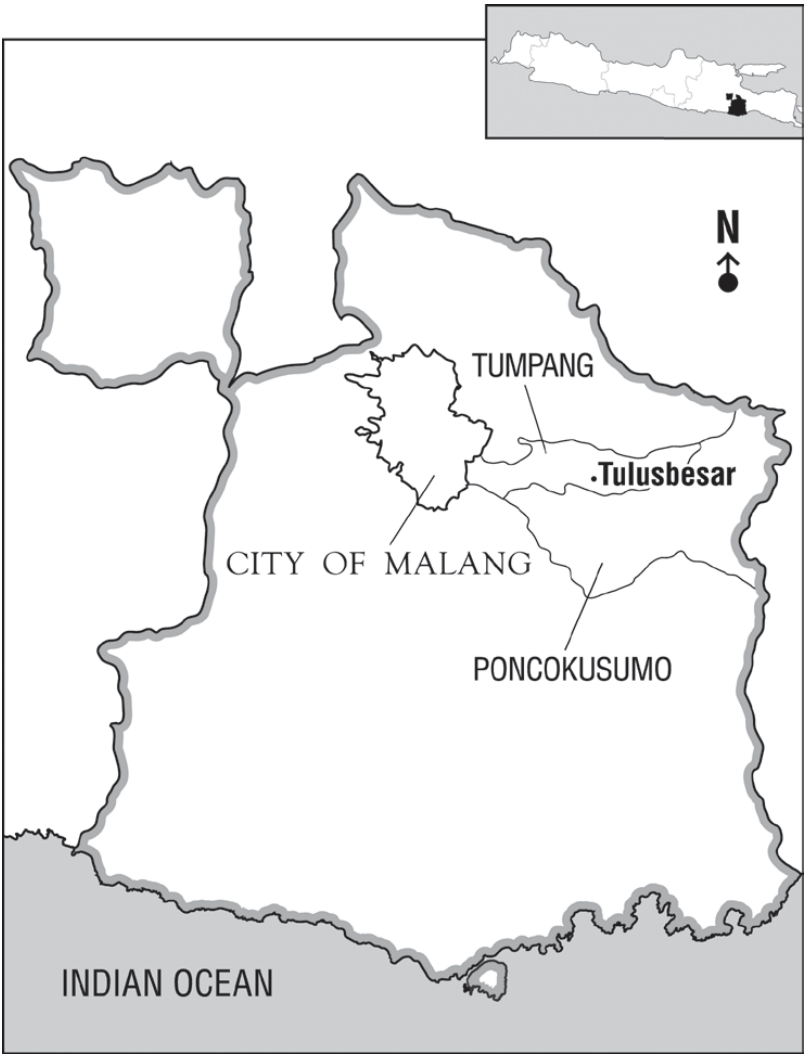 N
TUMPANG
Tulusbesar
CITY OF MALANG
PONCOKUSUMO
INDIAN OCEAN